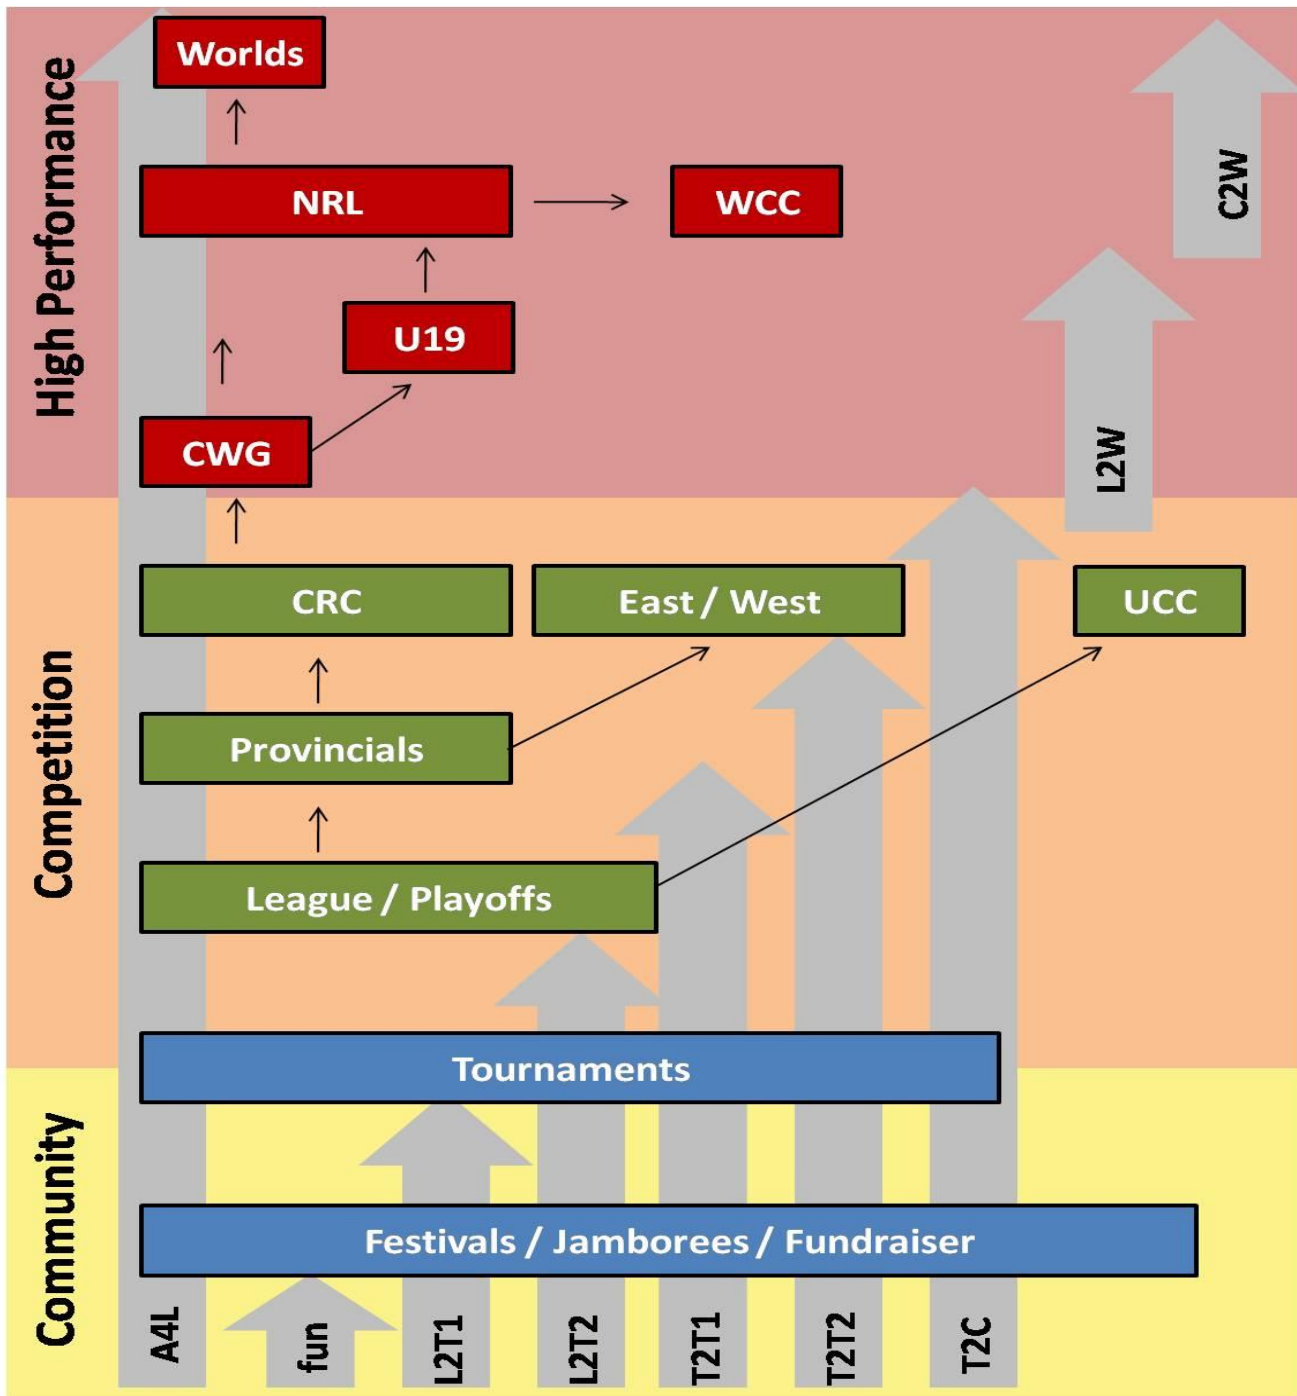 Worlds
High Performance
C2W
NRL
WCC
U19
L2W
CWG
CRC
East / West
UCC
Competition
Provincials
League / Playoffs
Tournaments
Community
Festivals / Jamborees / Fundraiser
A4L
fun
L2T1
L2T2
T2T1
T2T2
T2C